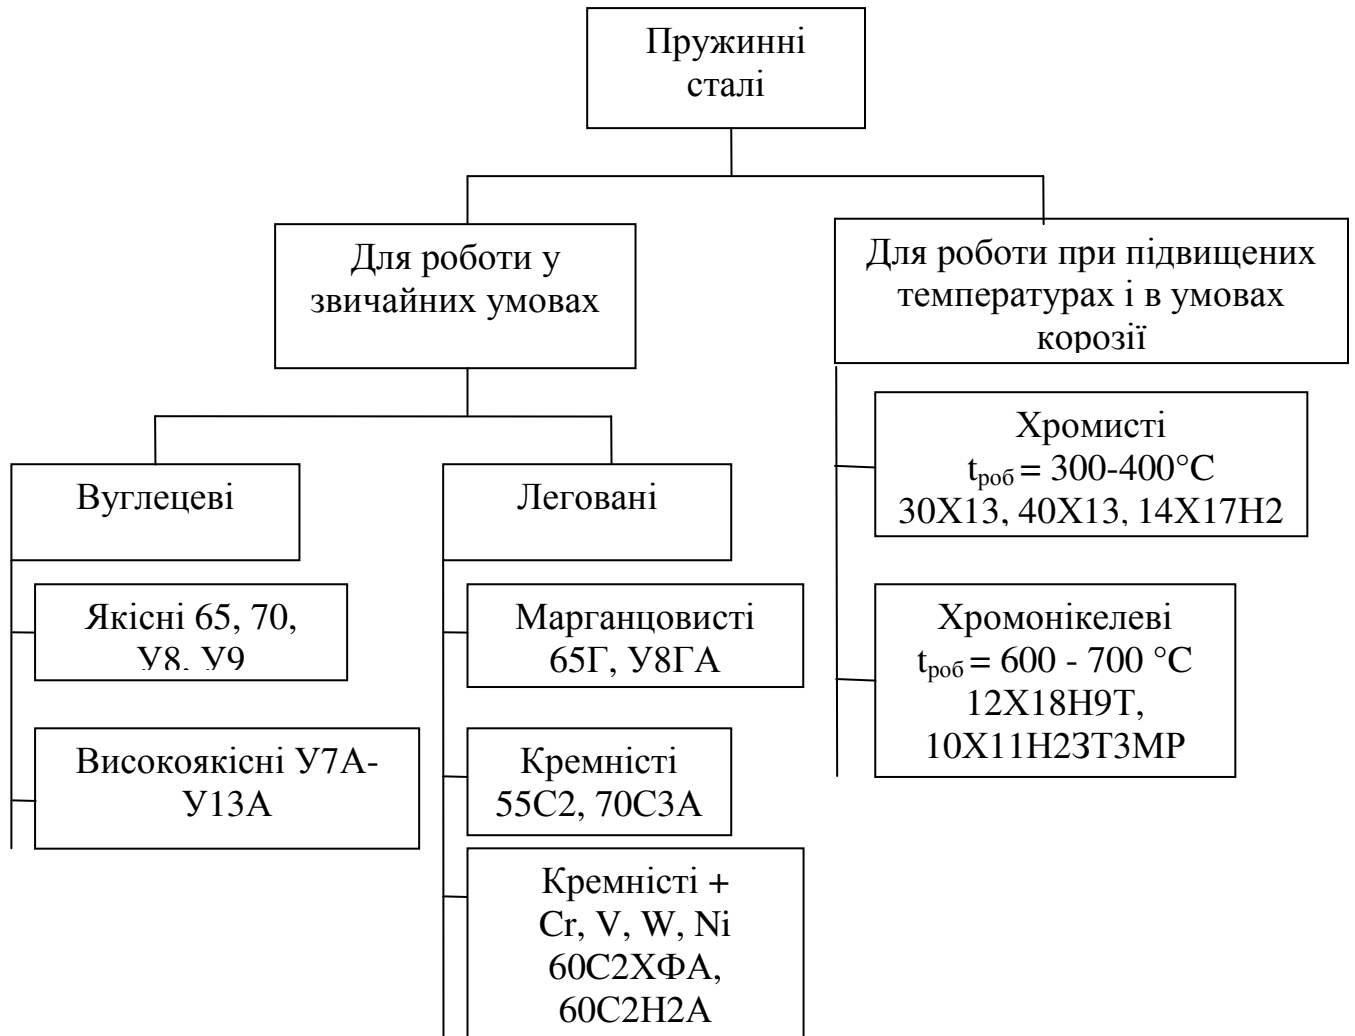 Пружинні
сталі
Для роботи у
звичайних умовах
Для роботи при підвищених
температурах і в умовах
корозії
Вуглецеві
Леговані
Хромисті
tроб = 300-400°С
30Х13, 40Х13, 14Х17Н2
Якісні 65, 70,
У8, У9
Марганцовисті
65Г, У8ГА
Хромонікелеві
tроб = 600 - 700 °С
12Х18Н9Т,
10Х11Н2ЗТ3МР
Високоякісні У7А-
У13А
Кремністі
55С2, 70С3А
Кремністі +
Cr, V, W, Ni
60С2ХФА,
60С2Н2А